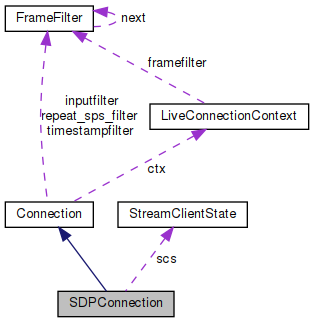 FrameFilter
next
framefilter
inputfilter
repeat_sps_filter
timestampfilter
LiveConnectionContext
ctx
Connection
StreamClientState
scs
SDPConnection